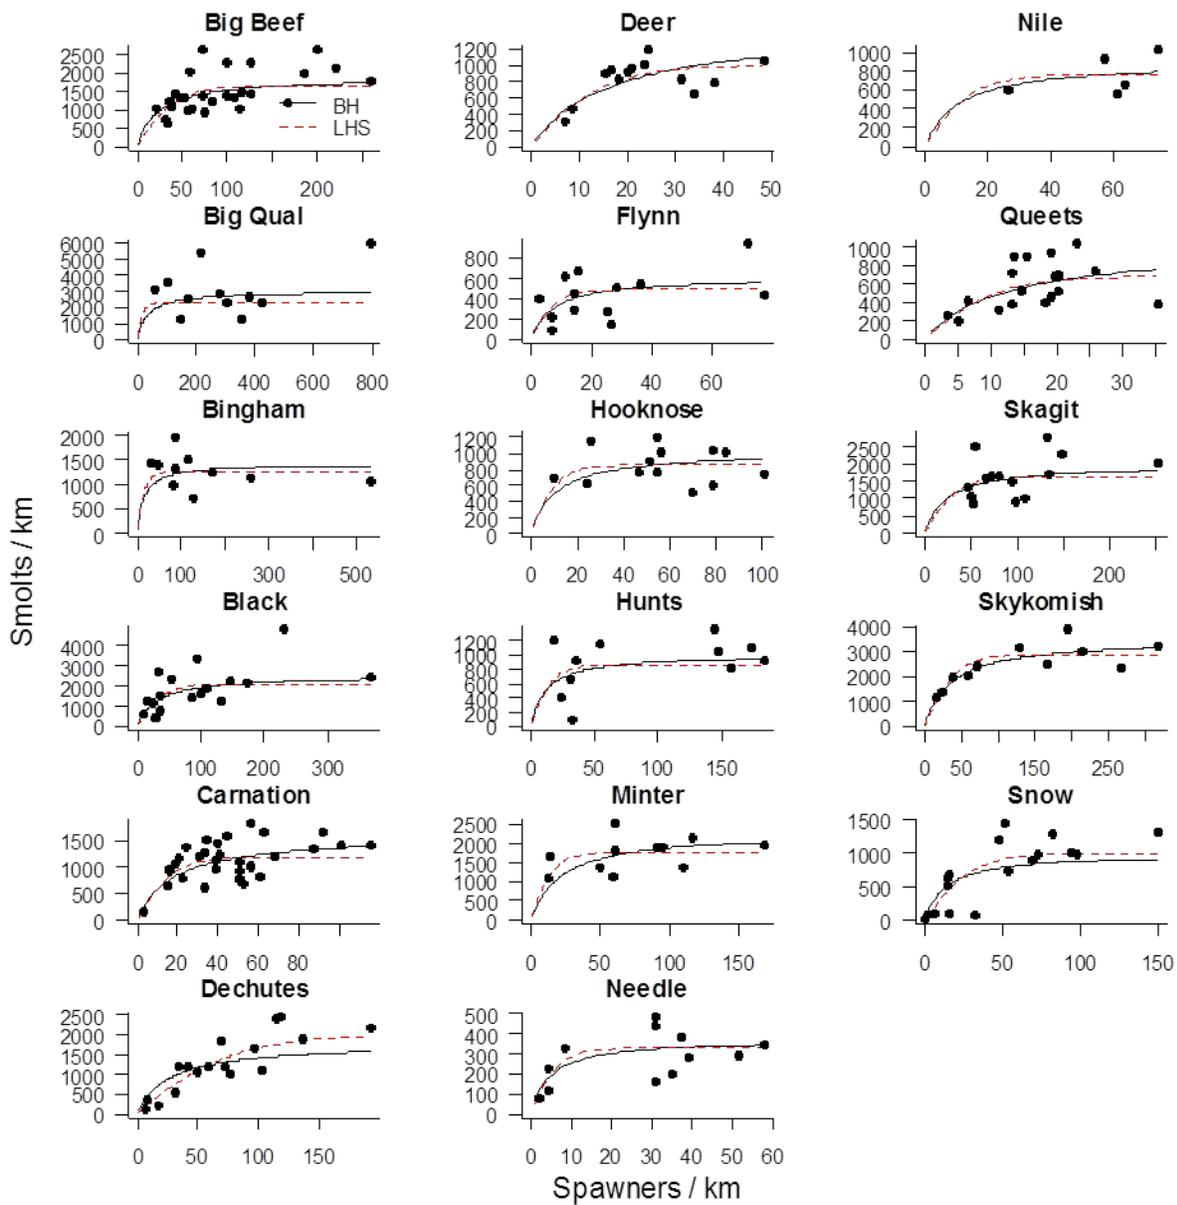 Big Beef
2500
2000
1500
1000
500
0
BH
LHS
0 50 100 200
Deer
1200
1000
800
600
400
200
0
0 10 20 30 40 50
Nile
1000
800
600
400
200
0
0 20 40 60
Big Qual
6000
5000
4000
3000
2000
1000
0
0 200 400 600 800
Flynn
800
600
400
200
0
0 20 40 60
Queets
1000
800
600
400
200
0
0 5 10 20 30
Bingham
2000
1500
1000
500
0
0 100 300 500
Hooknose
1200
1000
800
600
400
200
0
0 20 40 60 80 100
Skagit
2500
2000
1500
1000
500
0
0 50 100 200
Smolts / km
Black
4000
3000
2000
1000
0
0 100 200 300
Hunts
1200
1000
800
600
400
200
0
0 50 100 150
Skykomish
4000
3000
2000
1000
0
0 50 150 250
Carnation
1500
1000
500
0
0 20 40 60 80
Minter
2500
2000
1500
1000
500
0
0 50 100 150
Snow
1500
1000
500
0
0 50 100 150
Dechutes
2500
2000
1500
1000
500
0
0 50 100 150
Needle
500
400
300
200
100
0
0 10 20 30 40 50 60
Spawners / km